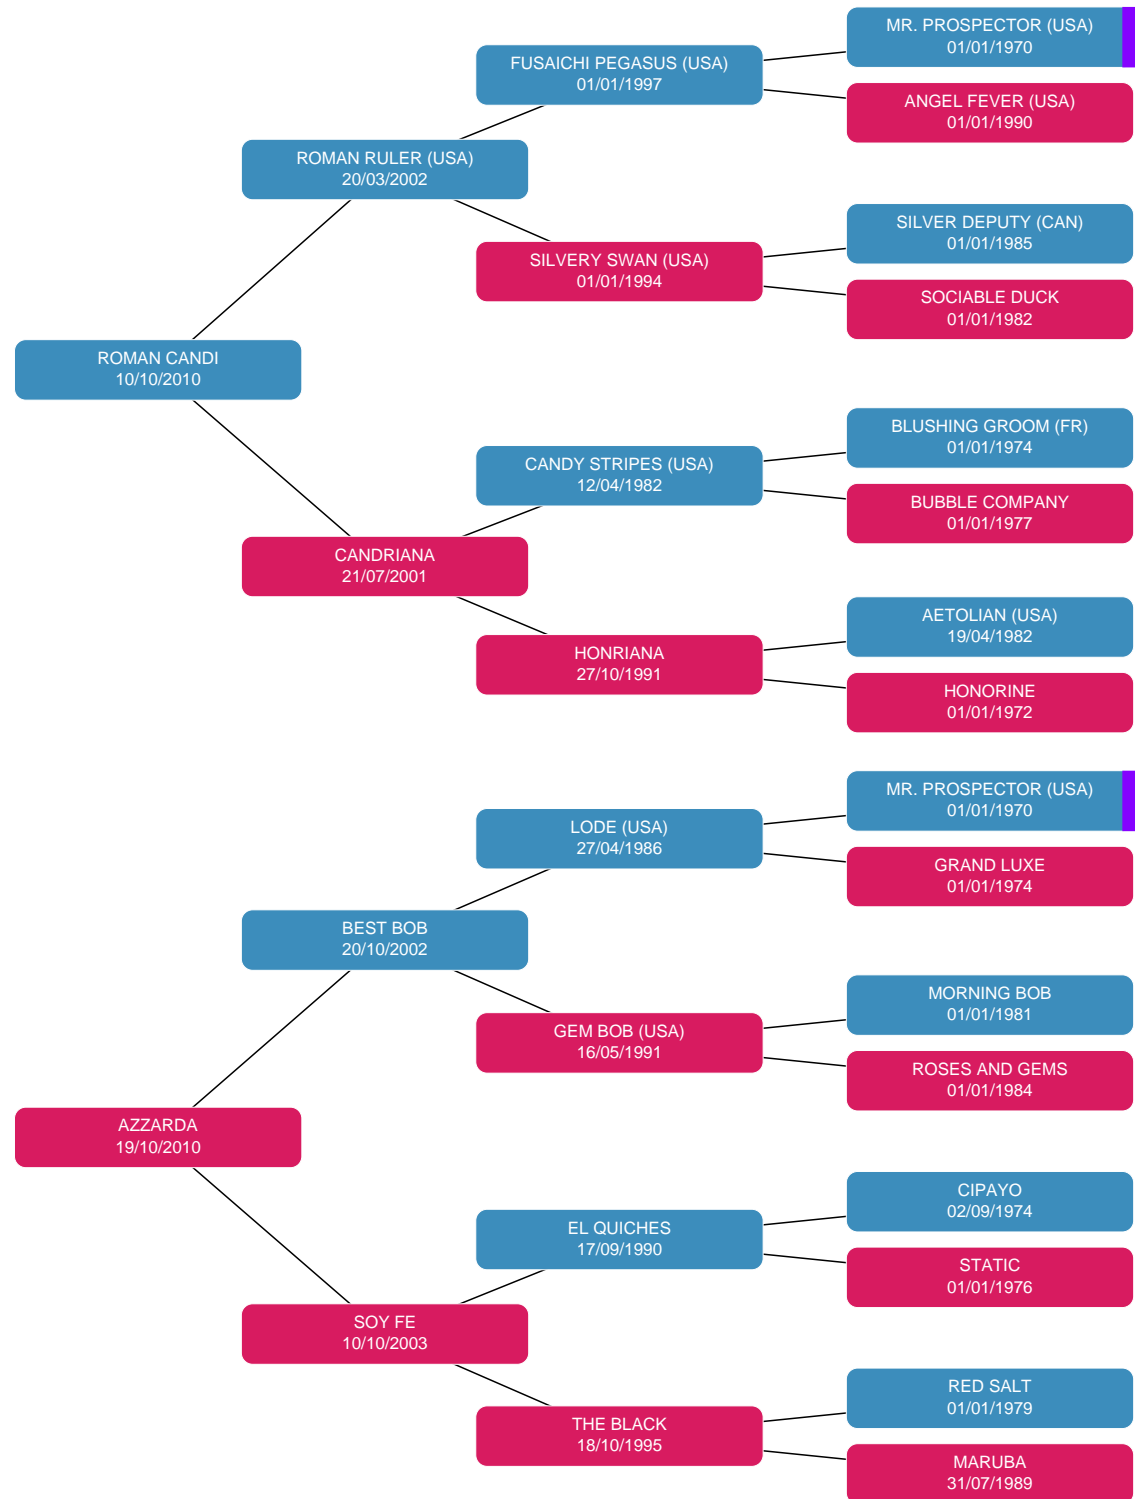 MR. PROSPECTOR (USA)
01/01/1970
FUSAICHI PEGASUS (USA)
01/01/1997
ANGEL FEVER (USA)
01/01/1990
ROMAN RULER (USA)
20/03/2002
SILVER DEPUTY (CAN)
01/01/1985
SILVERY SWAN (USA)
01/01/1994
SOCIABLE DUCK
01/01/1982
ROMAN CANDI
10/10/2010
BLUSHING GROOM (FR)
01/01/1974
CANDY STRIPES (USA)
12/04/1982
BUBBLE COMPANY
01/01/1977
CANDRIANA
21/07/2001
AETOLIAN (USA)
19/04/1982
HONRIANA
27/10/1991
HONORINE
01/01/1972
MR. PROSPECTOR (USA)
01/01/1970
LODE (USA)
27/04/1986
GRAND LUXE
01/01/1974
BEST BOB
20/10/2002
MORNING BOB
01/01/1981
GEM BOB (USA)
16/05/1991
ROSES AND GEMS
01/01/1984
AZZARDA
19/10/2010
CIPAYO
02/09/1974
EL QUICHES
17/09/1990
STATIC
01/01/1976
SOY FE
10/10/2003
RED SALT
01/01/1979
THE BLACK
18/10/1995
MARUBA
31/07/1989